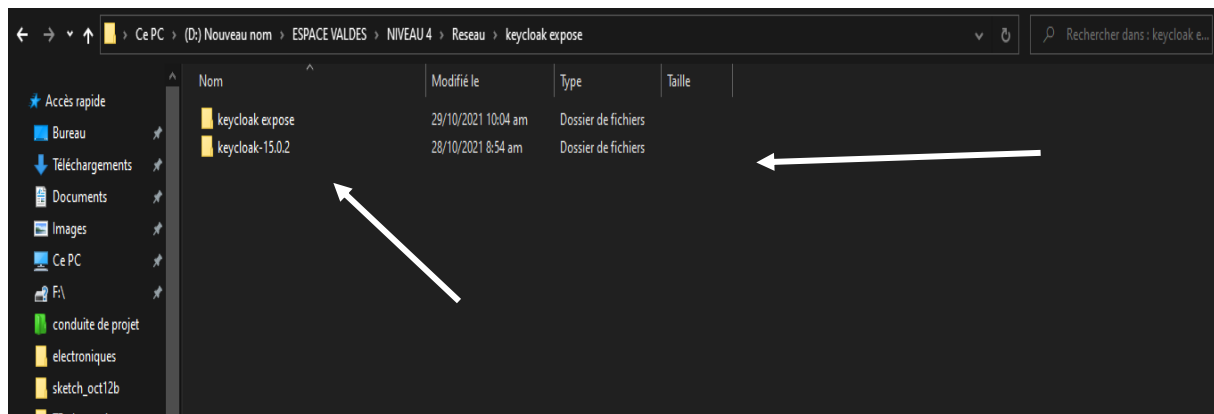 Ce PC > (D:) Nouveau nom > ESPACE VALDES > NIVEAU 4 > Reseau > keycloak expose
Rechercher dans : keycloak e...
Nom Modifié le Type Taille
Accès rapide
Bureau
Téléchargements
Documents
Images
Ce PC
F:\
conduite de projet
electroniques
sketch_oct12b
keycloak expose 29/10/2021 10:04 am Dossier de fichiers
keycloak-15.0.2 28/10/2021 8:54 am Dossier de fichiers